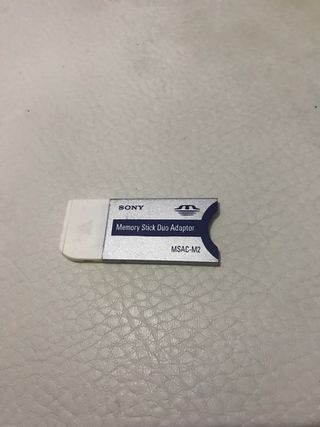 SONY
Memory Stick Duo Adaptor
MSAC-M2